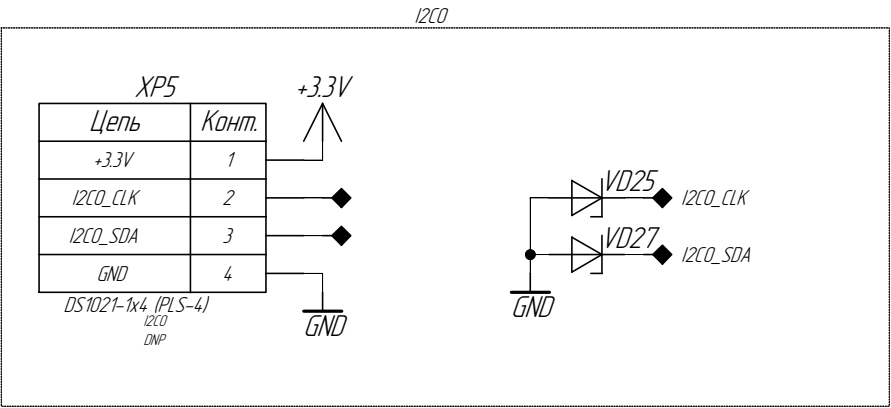 I2C0
XP5
+3.3V
Цепь Конт.
+3.3V 1
I2C0_CLK 2
I2C0_SDA 3
GND 4
DS1021-1x4 (PLS-4)
I2C0
DNP
GND
VD25
I2C0_CLK
VD27
I2C0_SDA
GND